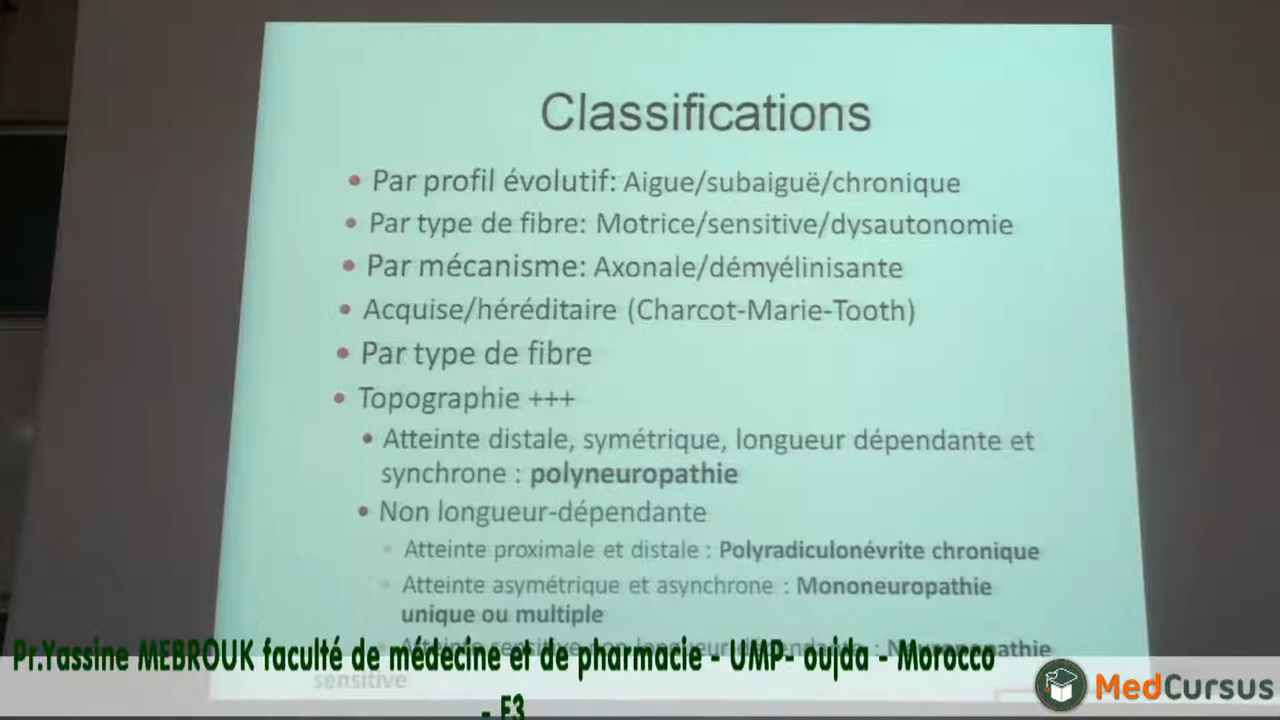 Classifications
• Par profil évolutif: Aigue/subaiguë/chronique
• Par type de fibre: Motrice/sensitive/dysautonomie
• Par mécanisme: Axonale/démyélinisante
• Acquise/héréditaire (Charcot-Marie-Tooth)
• Par type de fibre
• Topographie +++
• Atteinte distale, symétrique, longueur dépendante et
synchrone : polyneuropathie
• Non longueur-dépendante
• Atteinte proximale et distale : Polyradiculonévrite chronique
• Atteinte asymétrique et asynchrone : Mononeuropathie
unique ou multiple
sensitive
Pr.Yassine MEBROUK faculté de médecine et de pharmacie - UMP- oujda - Morocco
MedCursus